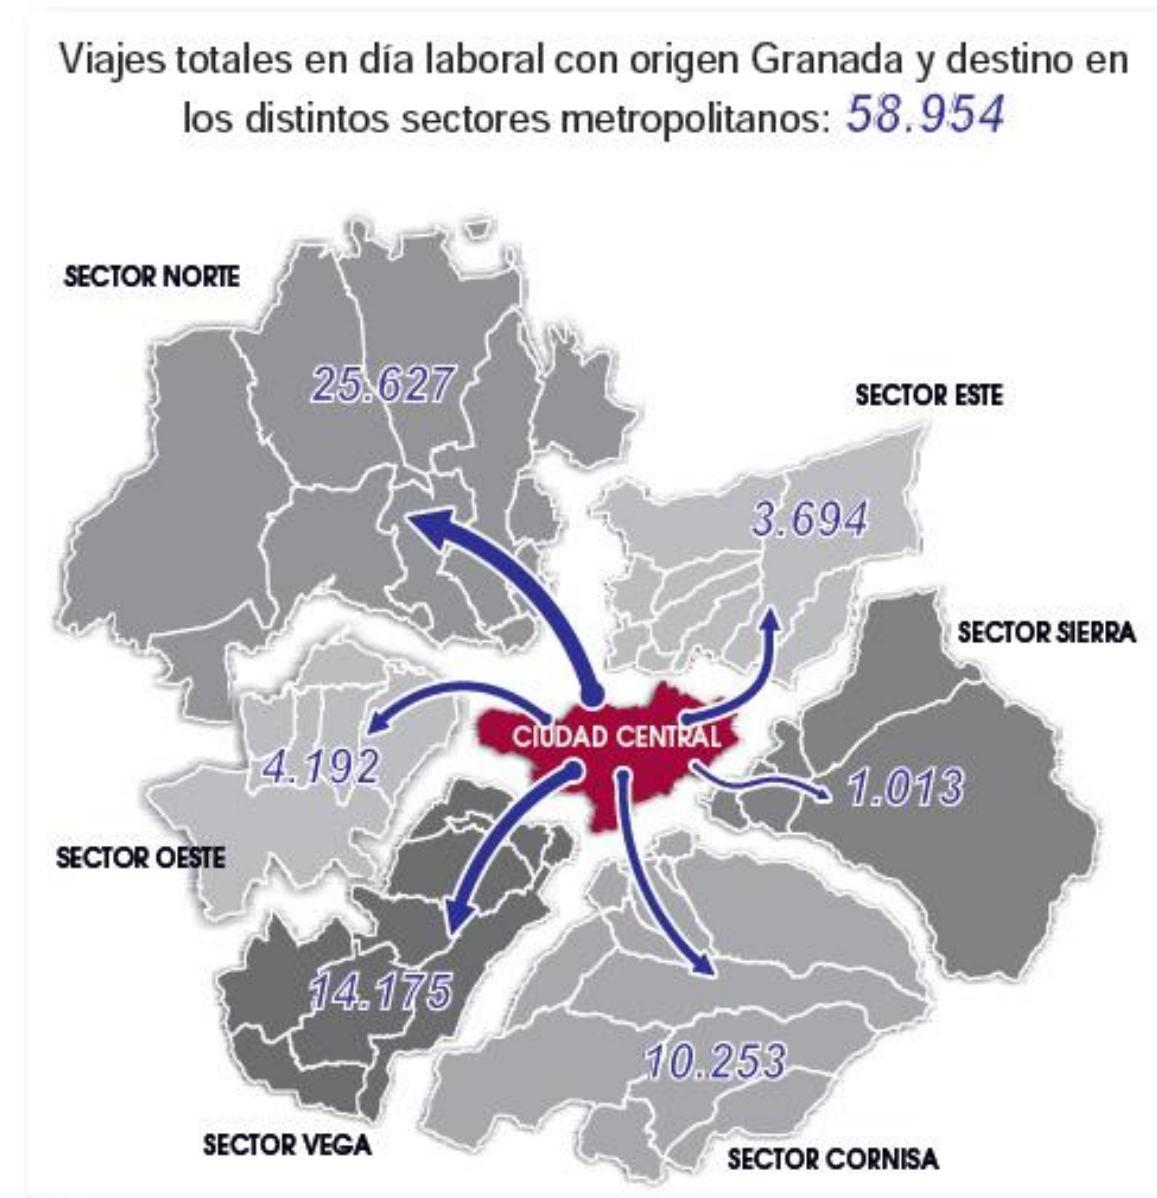 Viajes totales en día laboral con origen Granada y destino en
los distintos sectores metropolitanos: 58.954
SECTOR NORTE
25.627
SECTOR ESTE
3.694
SECTOR SIERRA
CIUDAD CENTRAL
4.192
1.013
SECTOR OESTE
14.175
10.253
SECTOR VEGA
SECTOR CORNISA